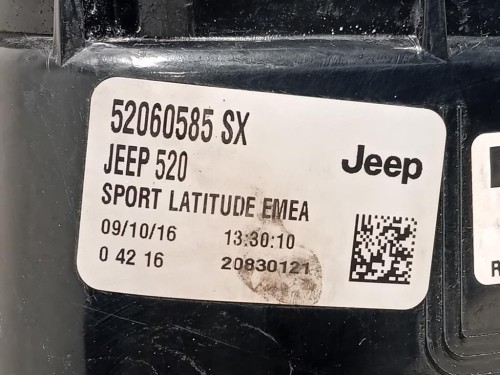 52060585 SX
JEEP 520
Jeep
SPORT LATITUDE EMEA
09/10/16 13:30:10
0 42 16 20830121
R